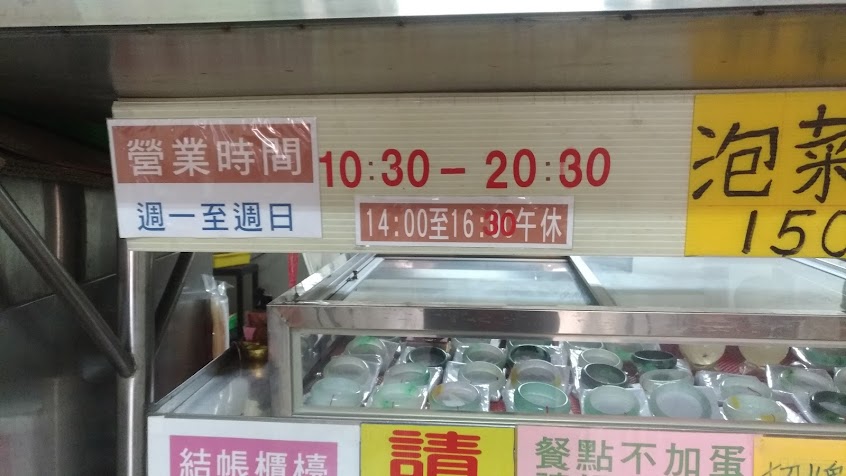 營業時間
10:30 - 20:30
週一至週日
14:00至16:30午休
泡菜
150
結帳櫃檯
請
餐點不加蛋